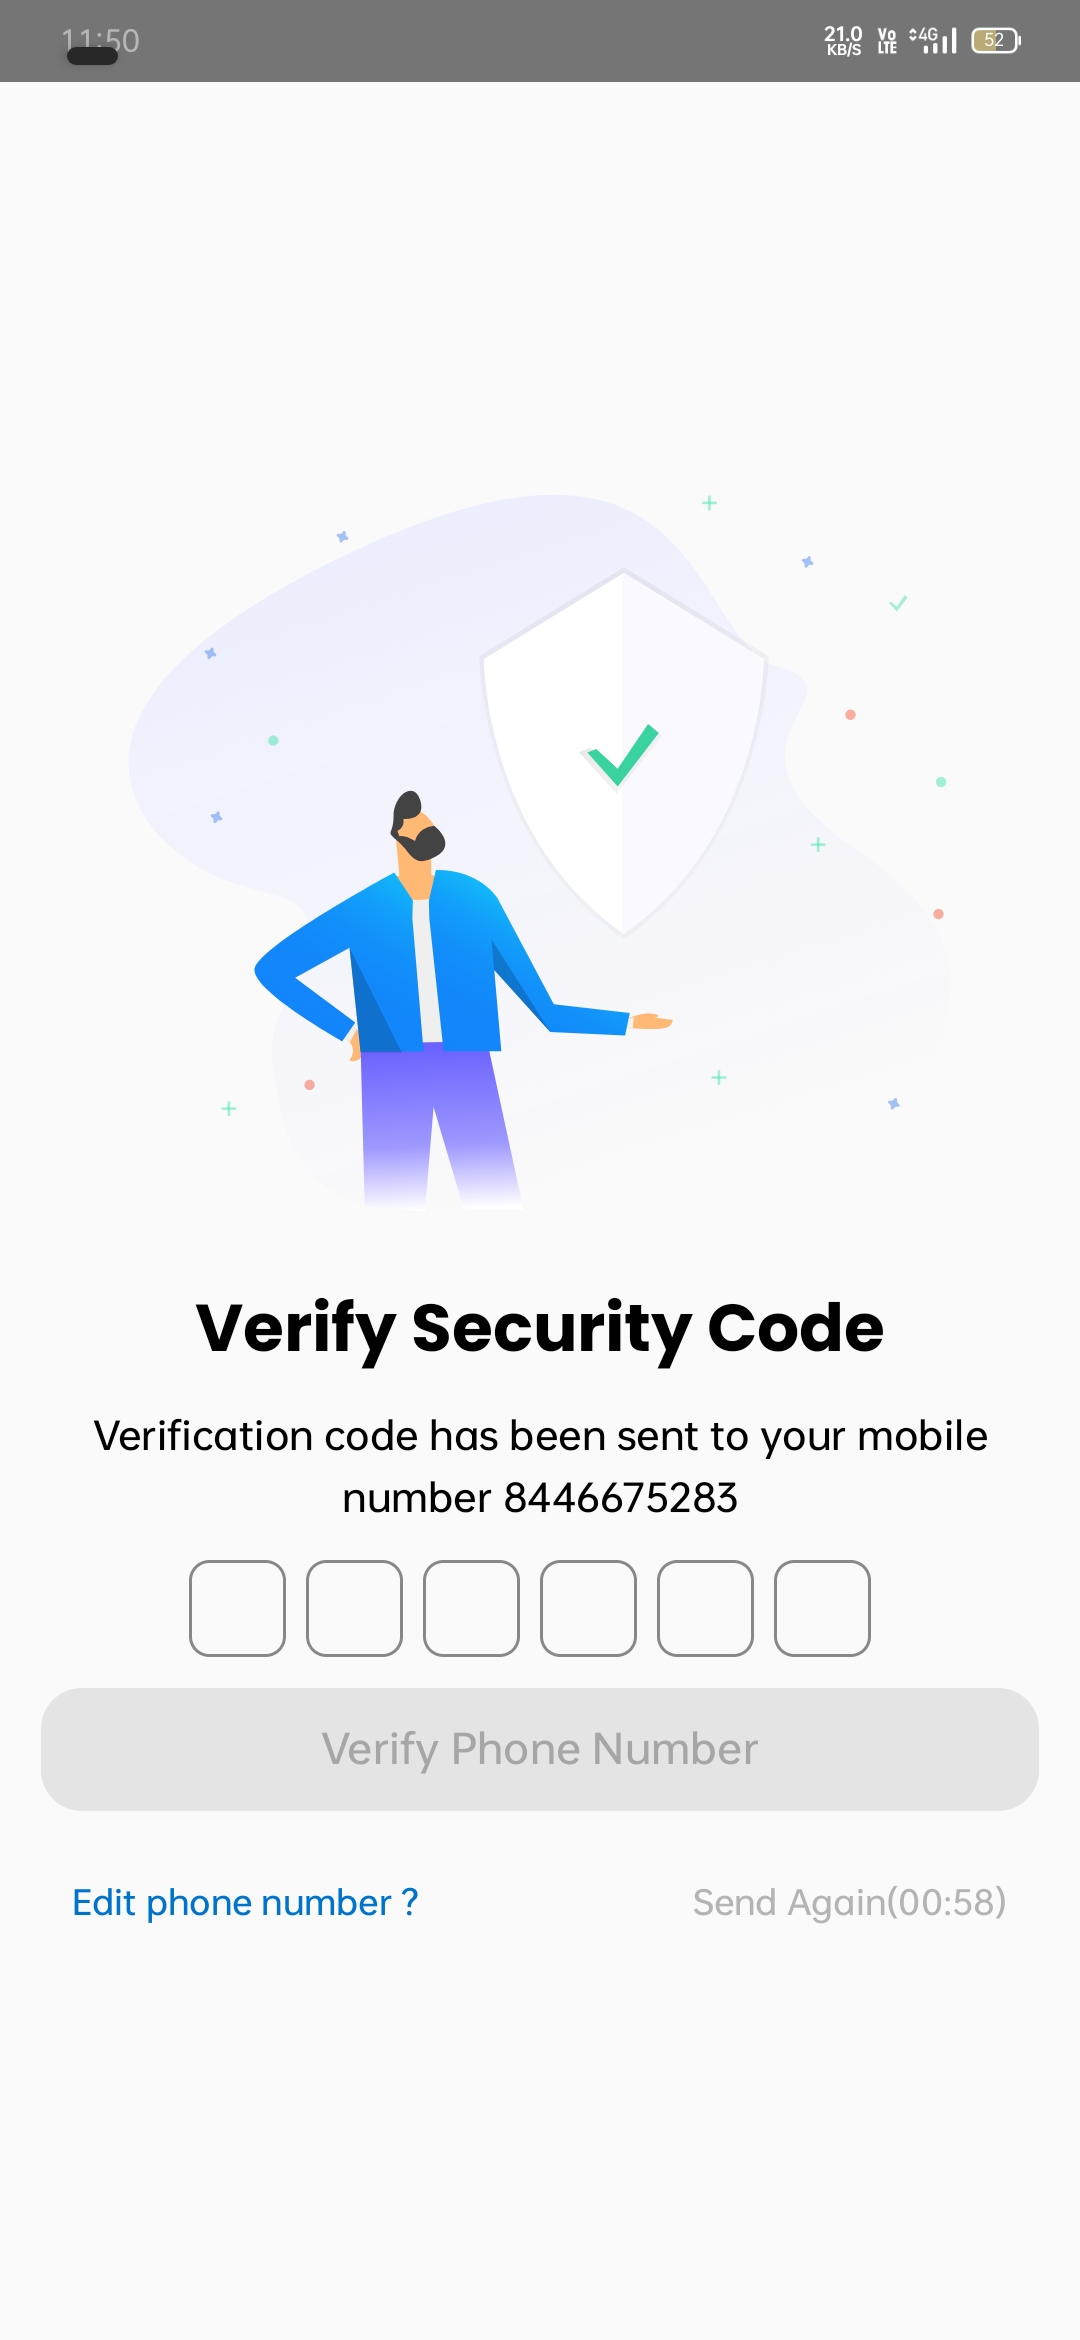 11:50
21.0
KB/S
Vo
LTE
4G
52
Verify Security Code
Verification code has been sent to your mobile
number 8446675283
Verify Phone Number
Edit phone number ?
Send Again(00:58)